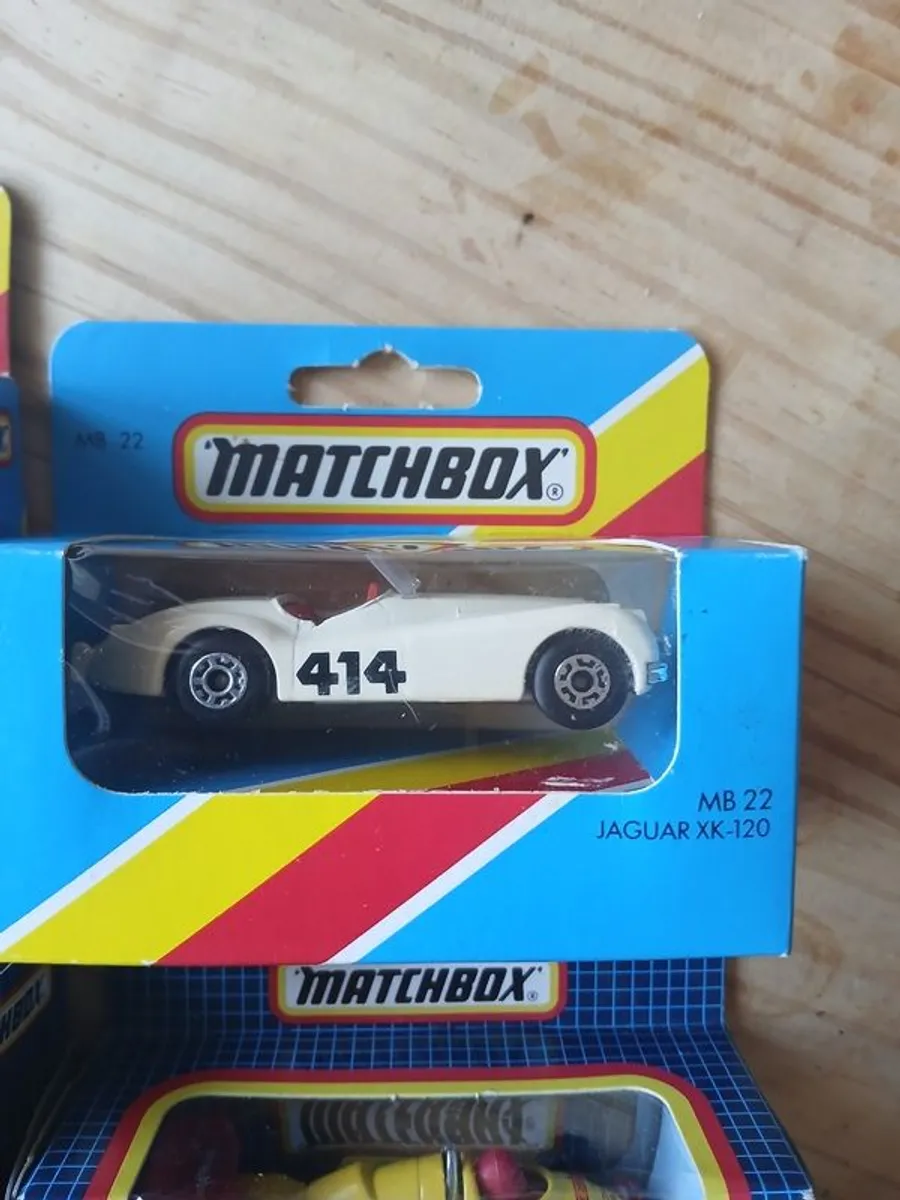 MB 22
'MATCHBOX'®
414
MB 22
JAGUAR XK-120
'MATCHBOX'®